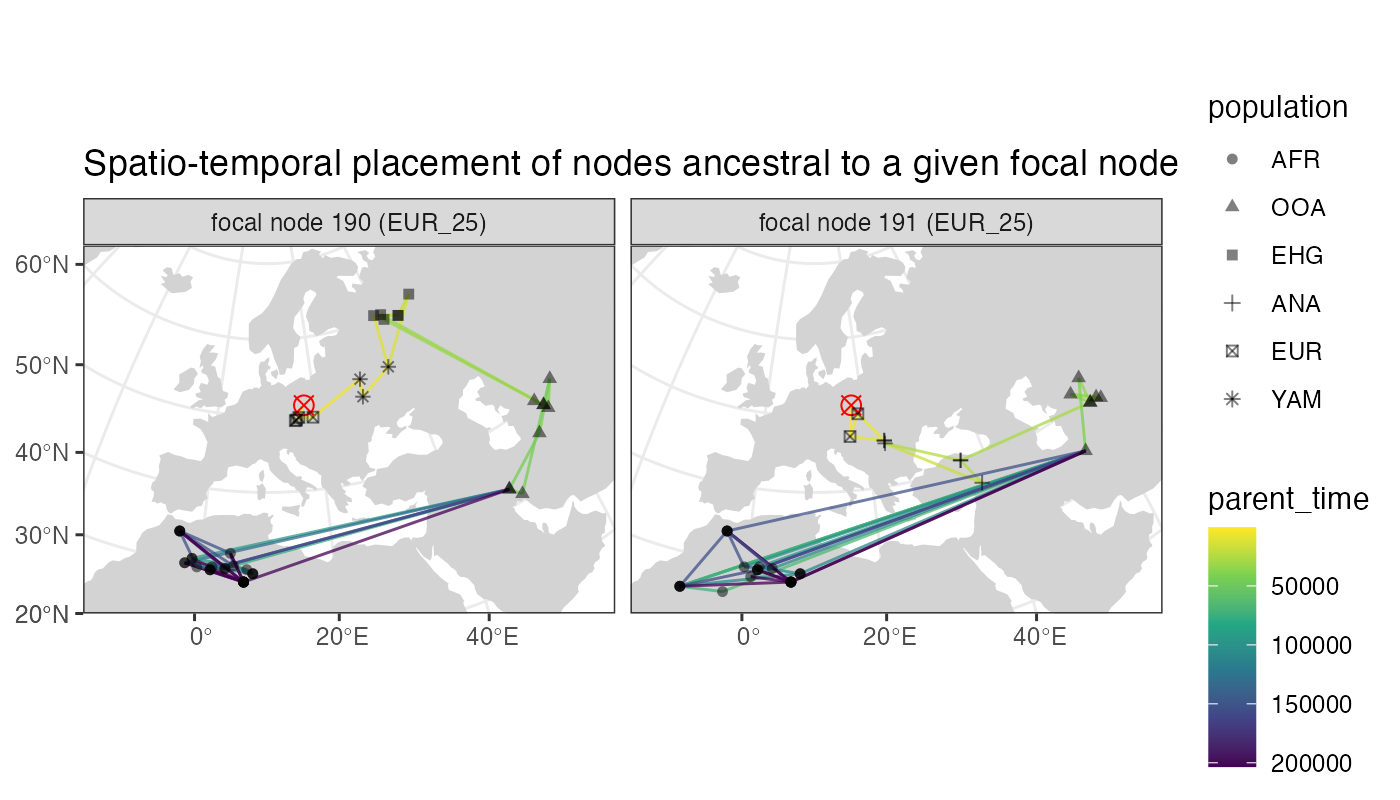 Spatio-temporal placement of nodes ancestral to a given focal node
focal node 190 (EUR_25)
focal node 191 (EUR_25)
60°N
50°N
40°N
30°N
20°N
0°
20°E
40°E
0°
20°E
40°E
population
AFR
OOA
EHG
ANA
EUR
YAM
parent_time
50000
100000
150000
200000